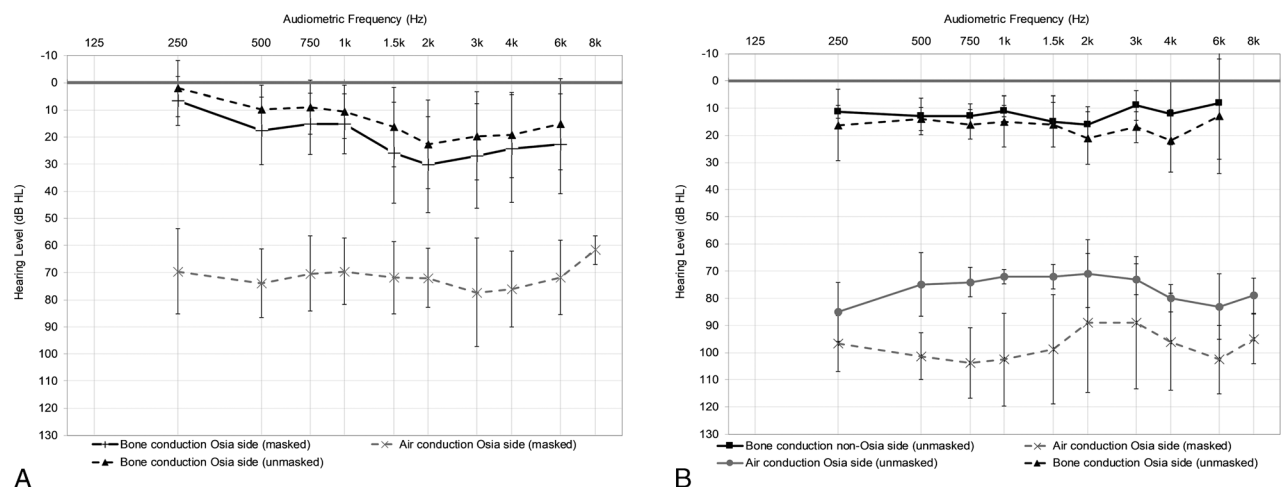 Audiometric Frequency (Hz)
125 250 500 750 1k 1.5k 2k 3k 4k 6k 8k
-10
0
10
20
30
40
50
60
70
80
90
100
110
120
130
Hearing Level (dB HL)
Bone conduction Osia side (masked)
Air conduction Osia side (masked)
Bone conduction Osia side (unmasked)
A
Audiometric Frequency (Hz)
125 250 500 750 1k 1.5k 2k 3k 4k 6k 8k
-10
0
10
20
30
40
50
60
70
80
90
100
110
120
130
Hearing Level (dB HL)
Bone conduction non-Osia side (unmasked)
Air conduction Osia side (masked)
Air conduction Osia side (unmasked)
Bone conduction Osia side (unmasked)
B